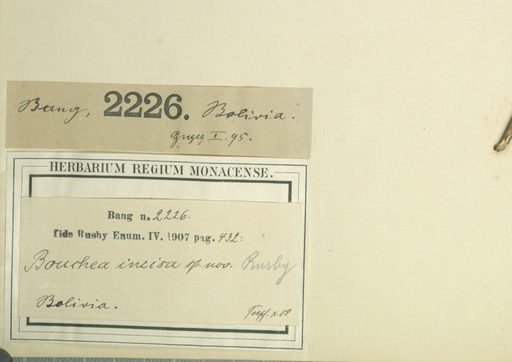 Bang, 2226. Bolivia.
I. 95.
HERBARIUM REGIUM MONACENSE.
Bang n. 2226.
fide Rusby Enum. IV. 1907 pag. 432:
Bouchea incisa sp. nov. Rusby
Bolivia.